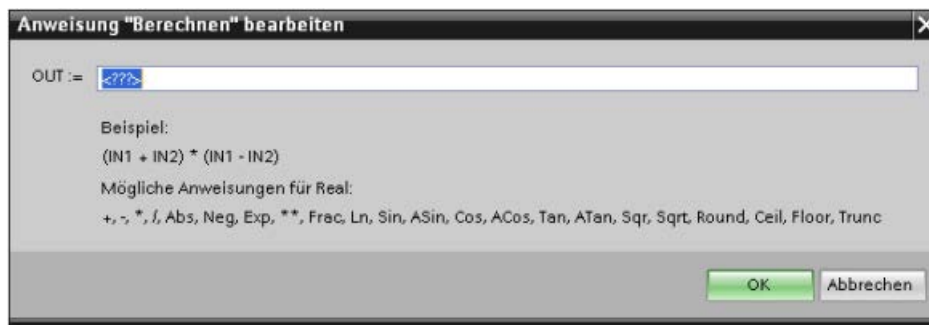 Anweisung "Berechnen" bearbeiten
OUT := <???>
Beispiel:
(IN1 + IN2) * (IN1 - IN2)
Mögliche Anweisungen für Real:
+, -, *, /, Abs, Neg, Exp, **, Frac, Ln, Sin, ASin, Cos, ACos, Tan, ATan, Sqr, Sqrt, Round, Ceil, Floor, Trunc
OK Abbrechen